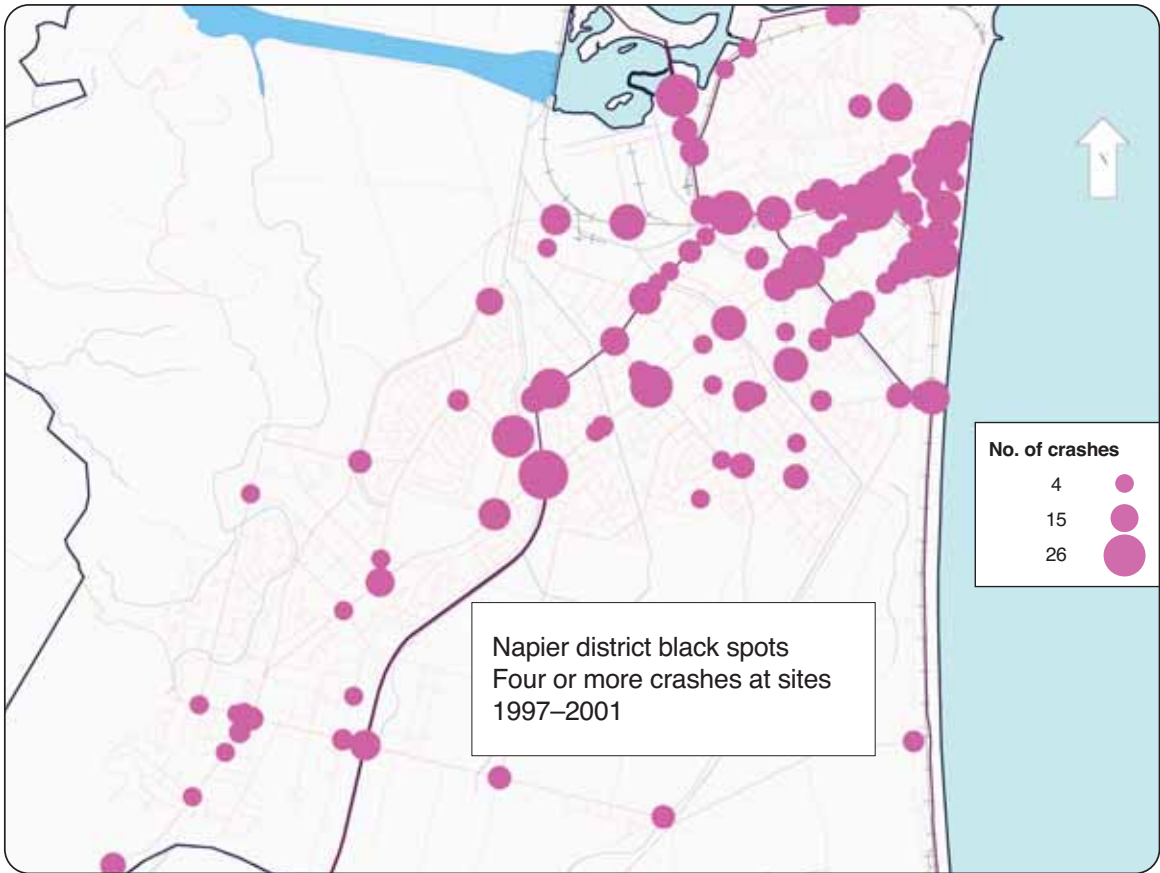 No. of crashes
4
15
26
Napier district black spots
Four or more crashes at sites
1997–2001